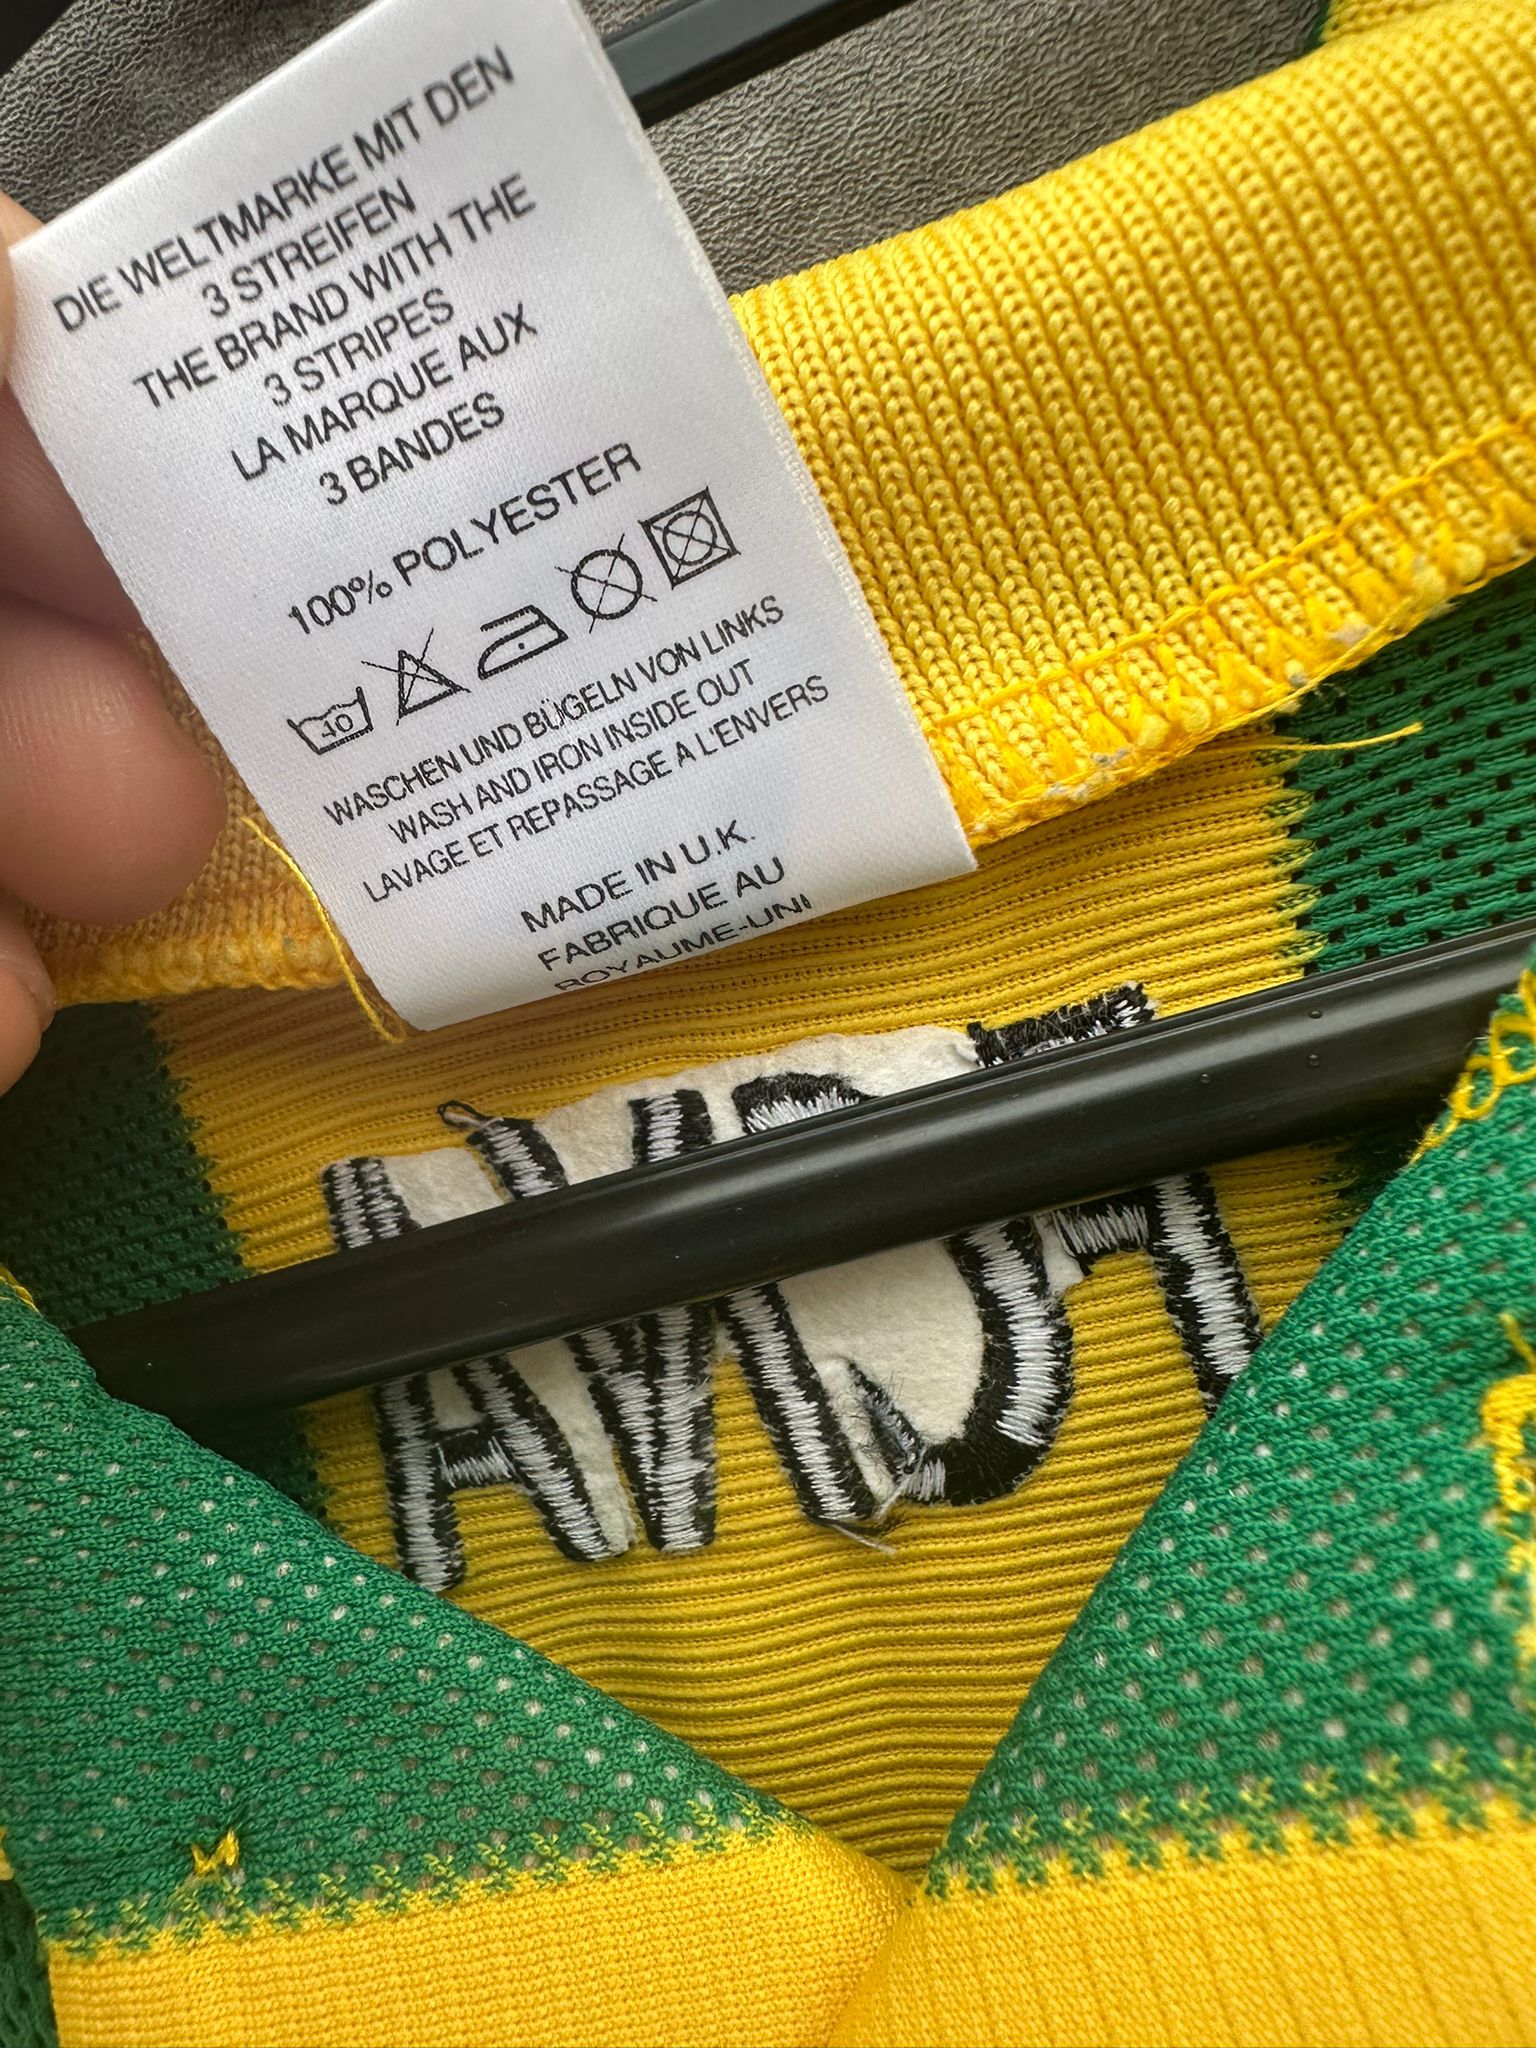 DIE WELTMARKE MIT DEN
3 STREIFEN
THE BRAND WITH THE
3 STRIPES
LA MARQUE AUX
3 BANDES
100% POLYESTER
40
WASCHEN UND BÜGELN VON LINKS
WASH AND IRON INSIDE OUT
LAVAGE ET REPASSAGE A L'ENVERS
MADE IN U.K.
FABRIQUE AU
ROYAUME-UNI